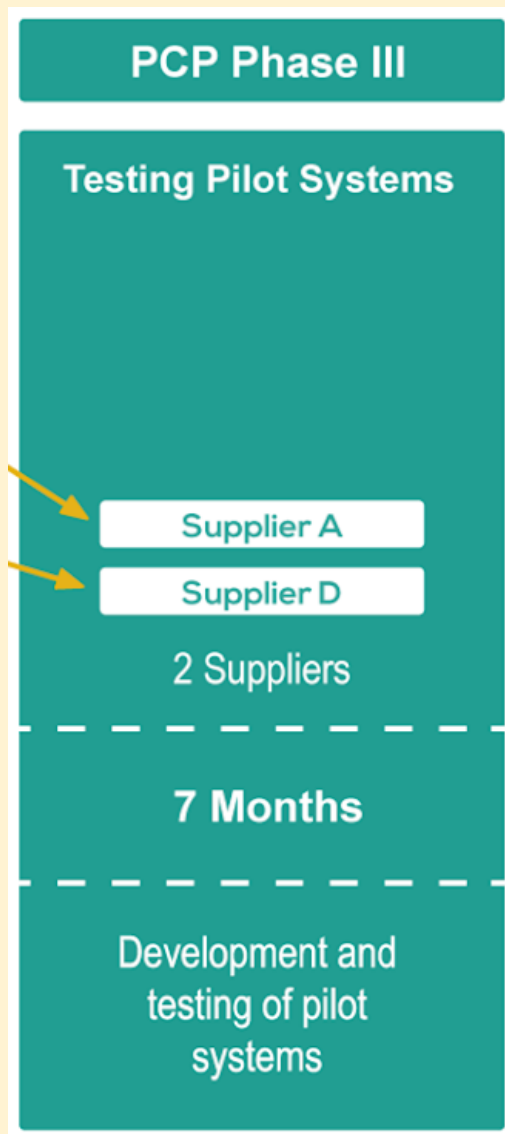 PCP Phase III
Testing Pilot Systems
Supplier A
Supplier D
2 Suppliers
7 Months
Development and
testing of pilot
systems